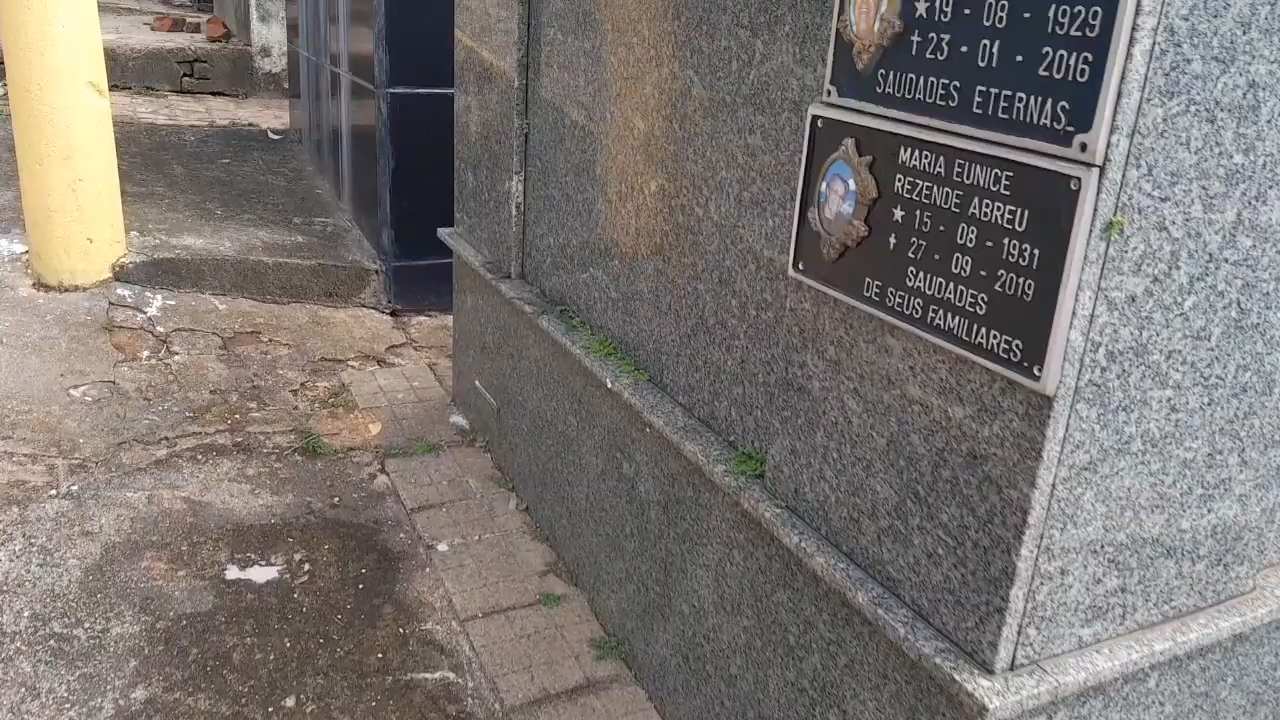 ★19 - 08 - 1929
†23 - 01 - 2016
SAUDADES ETERNAS
MARIA EUNICE
REZENDE ABREU
★ 15 - 08 - 1931
† 27 - 09 - 2019
SAUDADES
DE SEUS FAMILIARES